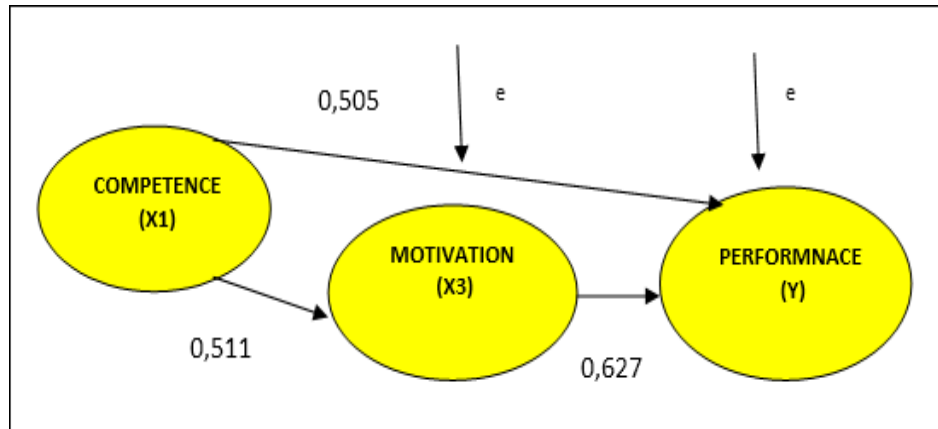 e
e
0,505
COMPETENCE
(X1)
MOTIVATION
(X3)
PERFORMNACE
(Y)
0,511
0,627